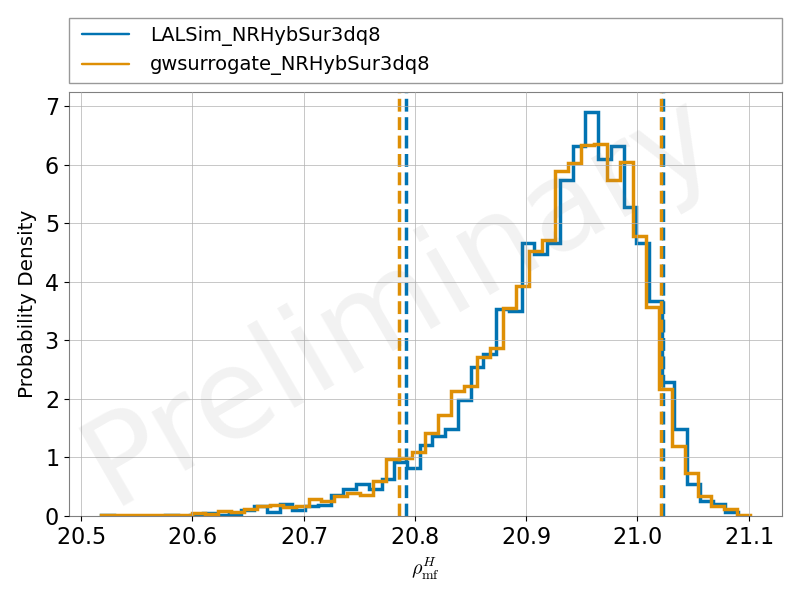 LALSim_NRHybSur3dq8
gwsurrogate_NRHybSur3dq8
7
6
5
4
3
2
1
0
Probability Density
Preliminary
20.5 20.6 20.7 20.8 20.9 21.0 21.1
ρ_mf^H